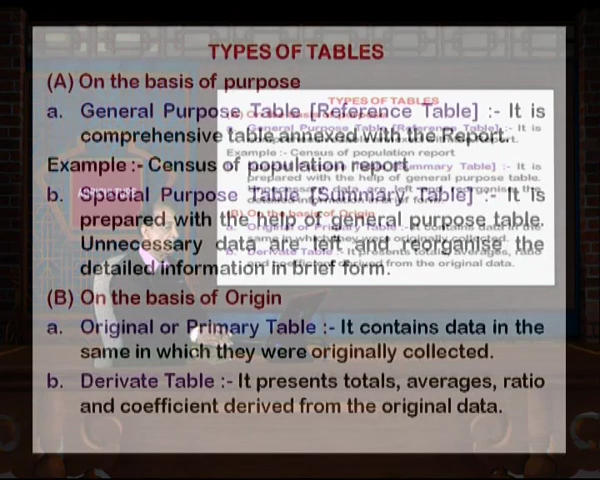 TYPES OF TABLES
(A) On the basis of purpose
a. General Purpose Table [Reference Table] :- It is
comprehensive table annexed with the Report.
Example :- Census of population report
b. Special Purpose Table [Summary Table] :- It is
prepared with the help of general purpose table.
Unnecessary data are left and reorganise the
detailed information in brief form.
(B) On the basis of Origin
a. Original or Primary Table :- It contains data in the
same in which they were originally collected.
b. Derivate Table :- It presents totals, averages, ratio
and coefficient derived from the original data.